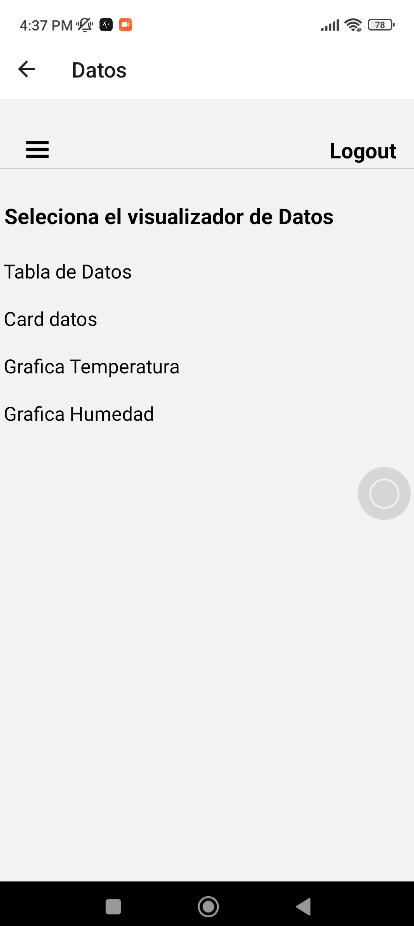 4:37 PM
78
Datos
Logout
Seleciona el visualizador de Datos
Tabla de Datos
Card datos
Grafica Temperatura
Grafica Humedad